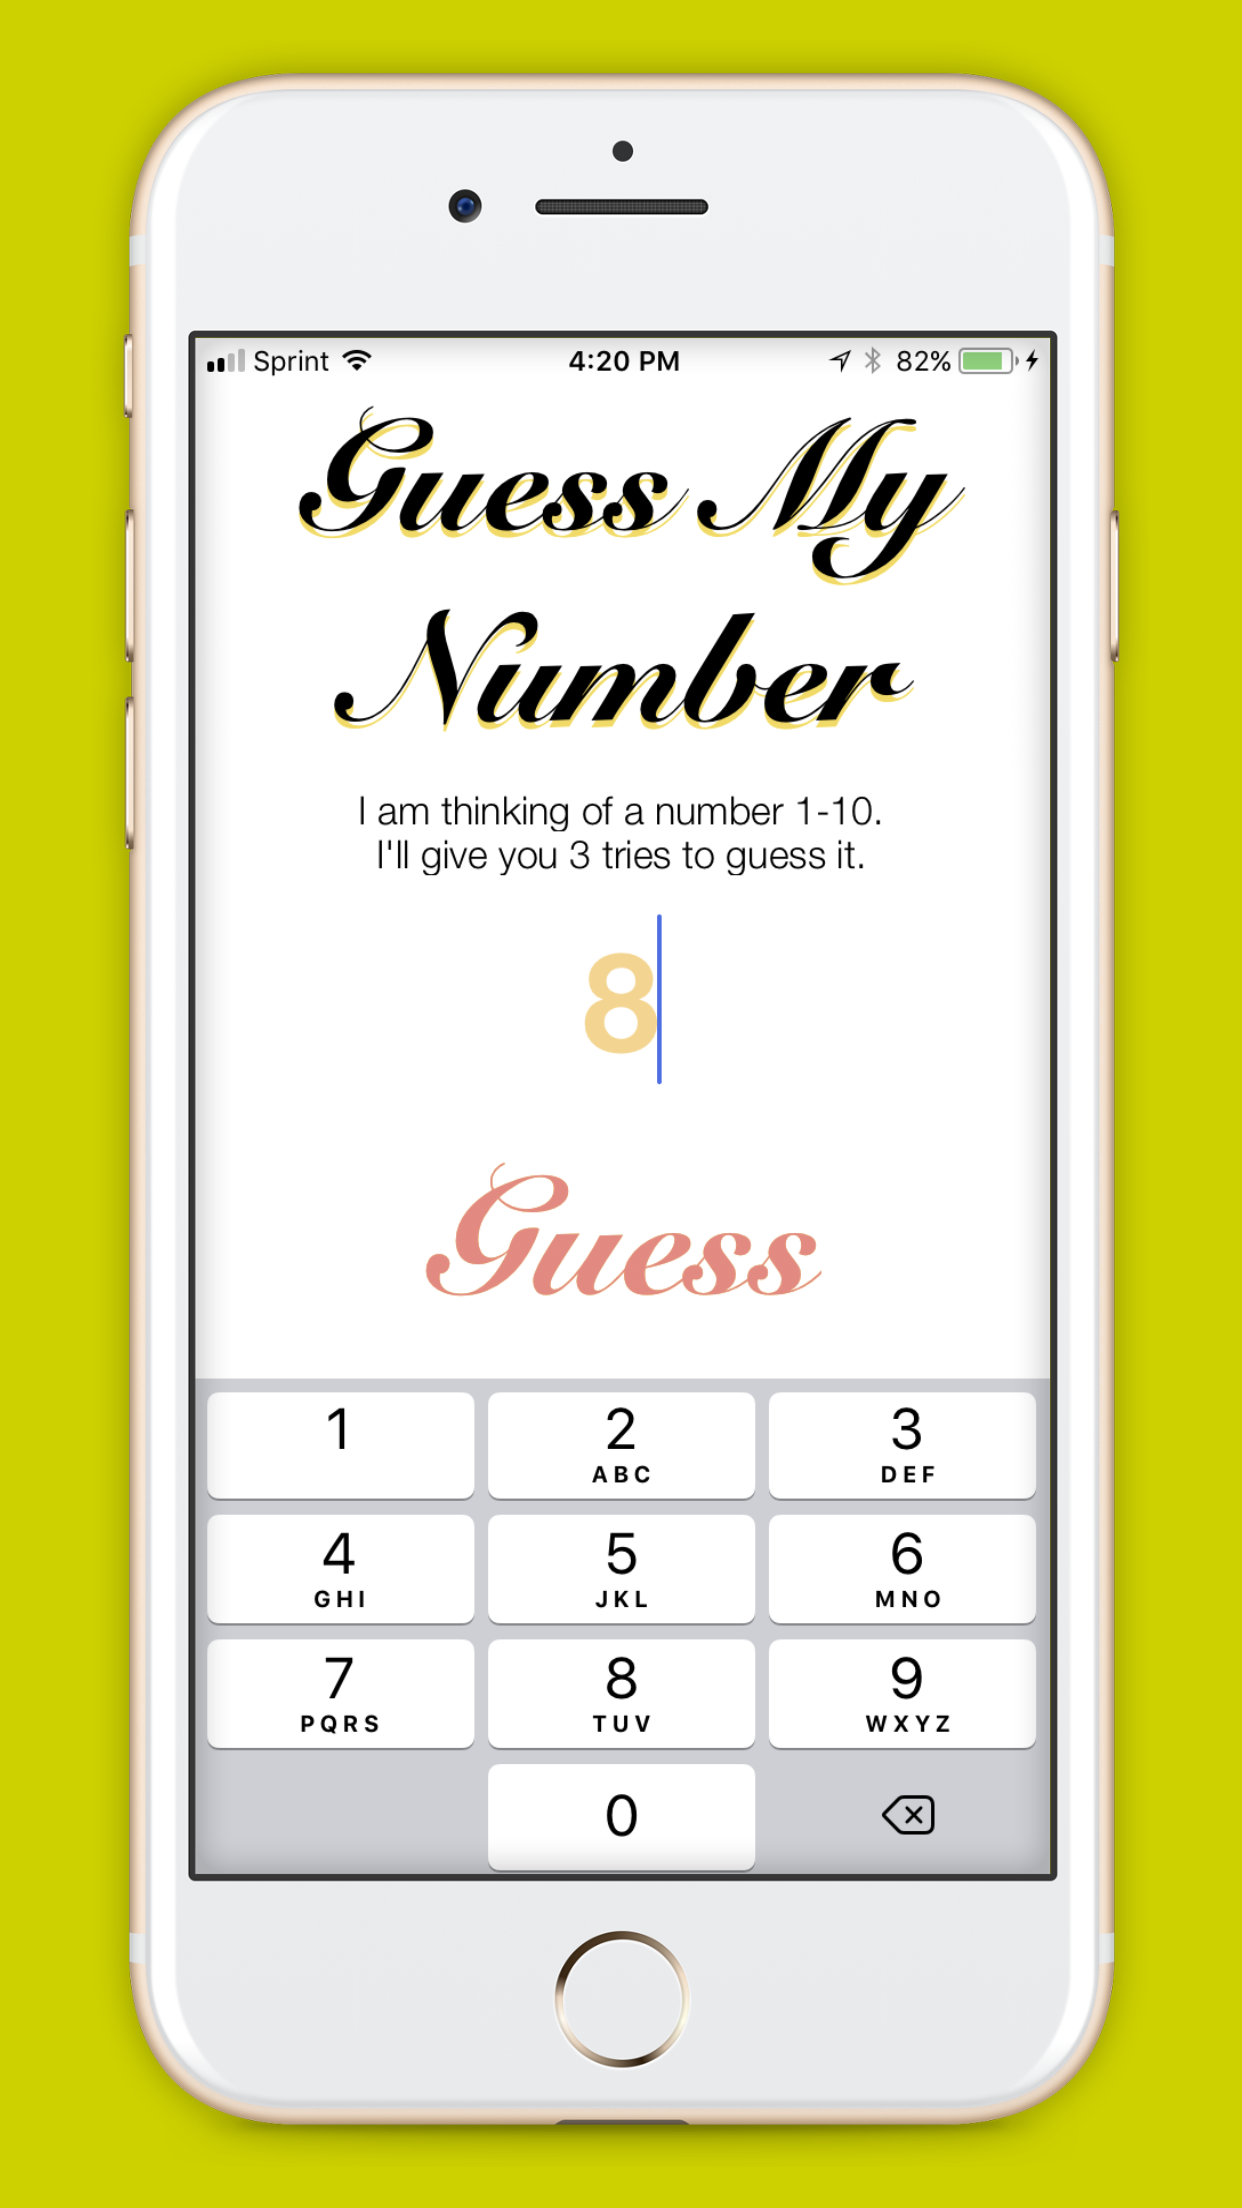 Sprint 4:20 PM 82%
Guess My
Number
I am thinking of a number 1-10.
I'll give you 3 tries to guess it.
8
Guess
1 2 3
ABC DEF
4 5 6
GHI JKL MNO
7 8 9
PQRS TUV WXYZ
0